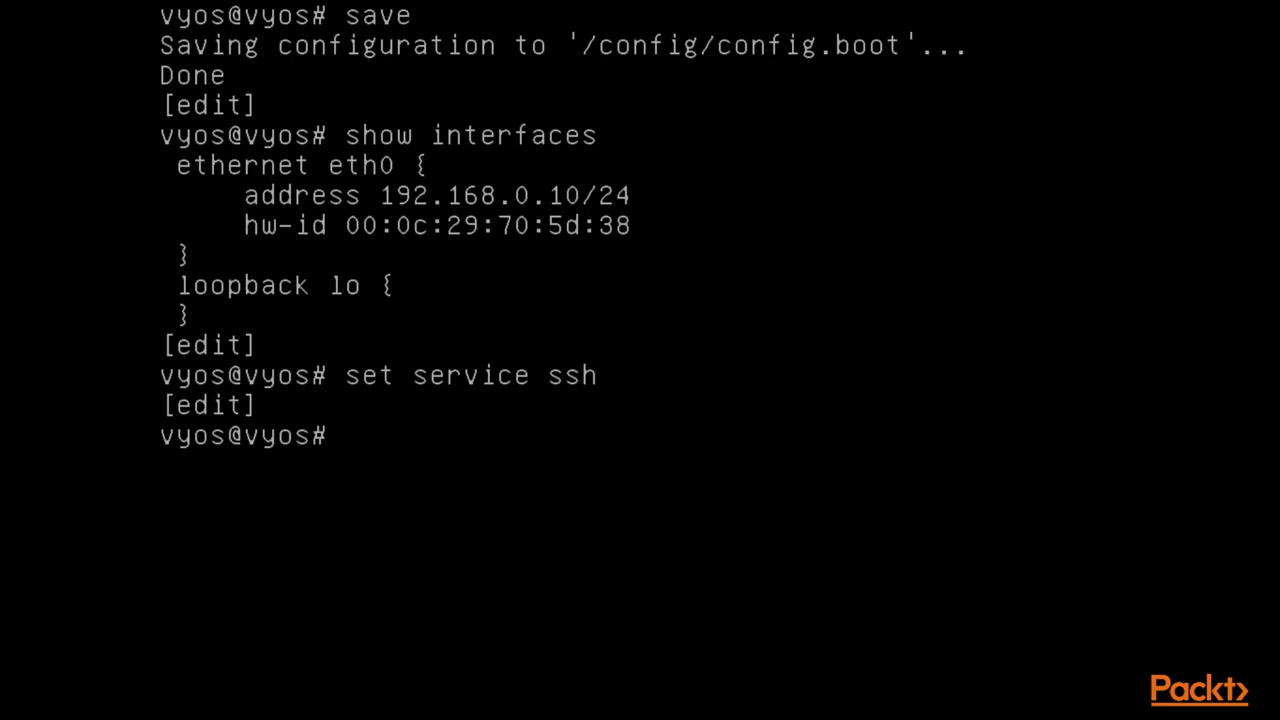 vyos@vyos# save
Saving configuration to '/config/config.boot'...
Done
[edit]
vyos@vyos# show interfaces
 ethernet eth0 {
     address 192.168.0.10/24
     hw-id 00:0c:29:70:5d:38
 }
 loopback lo {
 }
[edit]
vyos@vyos# set service ssh
[edit]
vyos@vyos#
Packt>